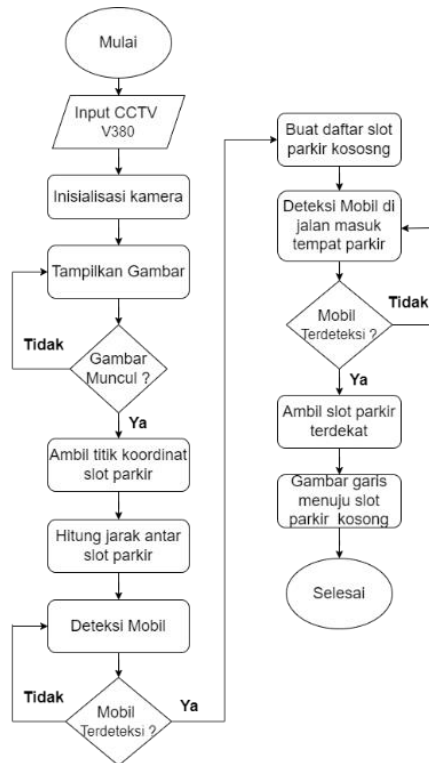 Mulai
Input CCTV
V380
Inisialisasi kamera
Tampilkan Gambar
Tidak
Gambar
Muncul ?
Ya
Ambil titik koordinat
slot parkir
Hitung jarak antar
slot parkir
Deteksi Mobil
Tidak
Mobil
Terdeteksi ?
Ya
Buat daftar slot
parkir kososng
Deteksi Mobil di
jalan masuk
tempat parkir
Mobil
Terdeteksi ?
Tidak
Ya
Ambil slot parkir
terdekat
Gambar garis
menuju slot
parkir kosong
Selesai